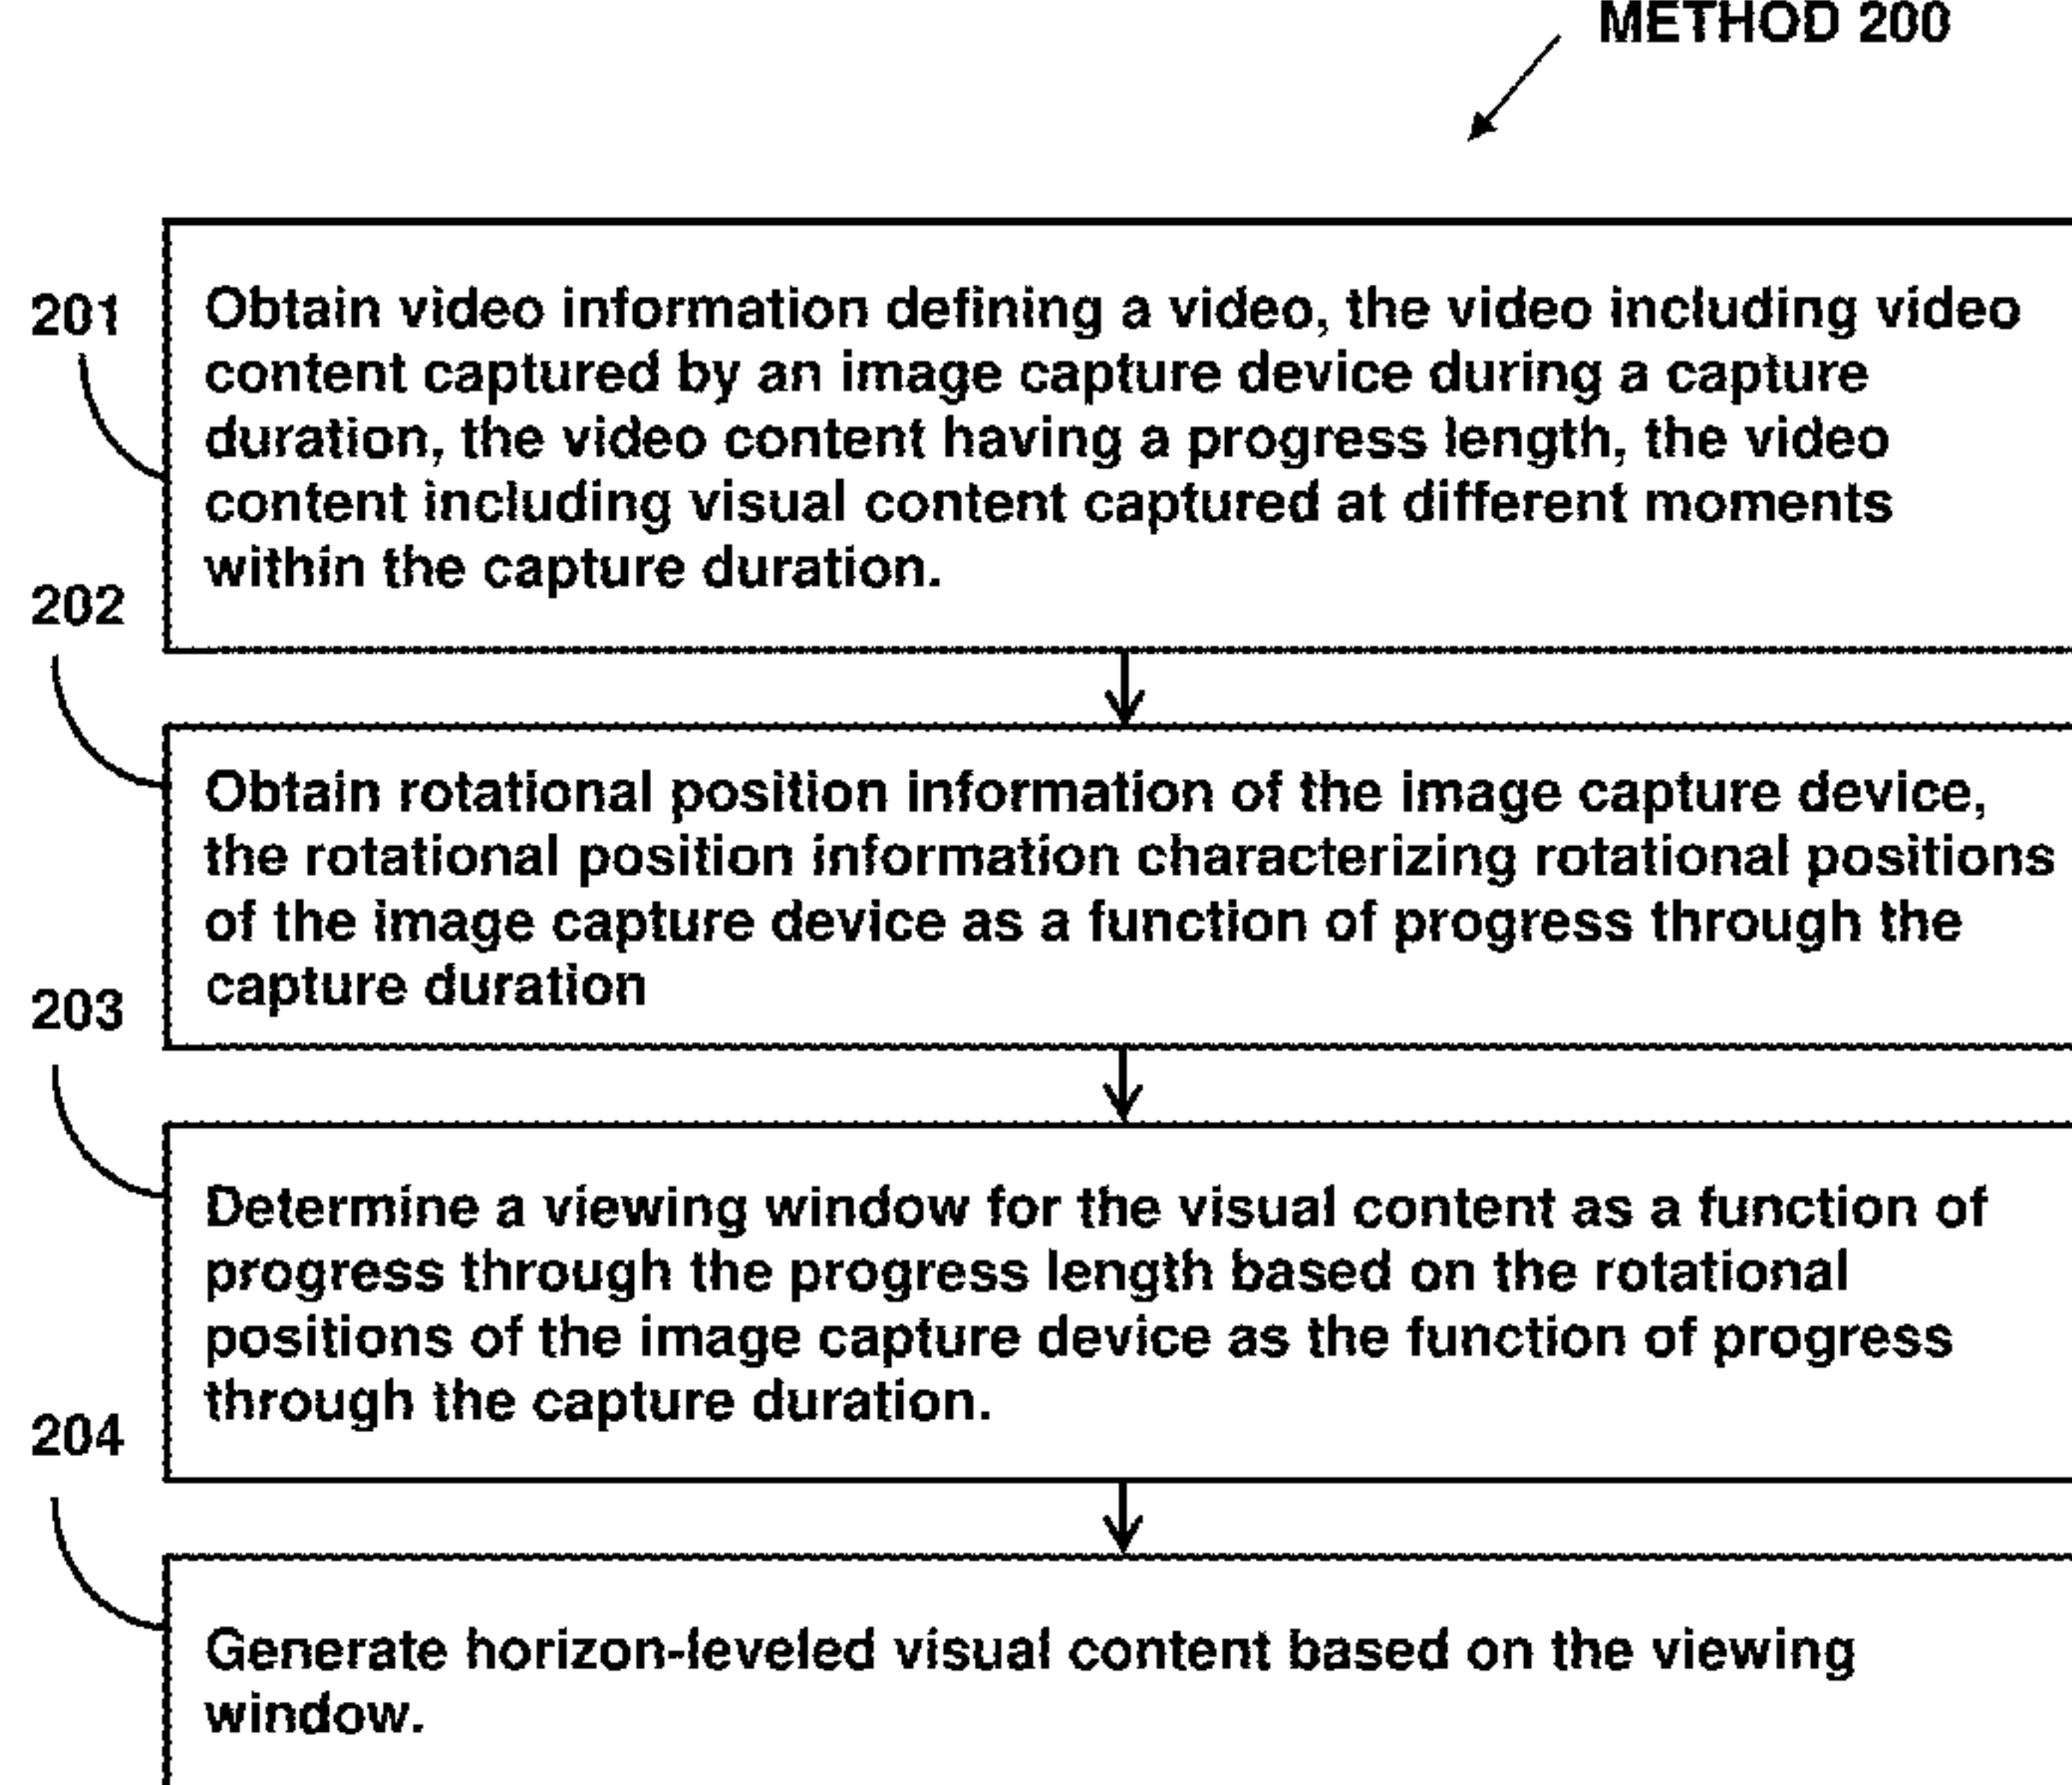 METHOD 200
201
Obtain video information defining a video, the video including video
content captured by an image capture device during a capture
duration, the video content having a progress length, the video
content including visual content captured at different moments
within the capture duration.
202
Obtain rotational position information of the image capture device,
the rotational position information characterizing rotational positions
of the image capture device as a function of progress through the
capture duration
203
Determine a viewing window for the visual content as a function of
progress through the progress length based on the rotational
positions of the image capture device as the function of progress
through the capture duration.
204
Generate horizon-leveled visual content based on the viewing
window.